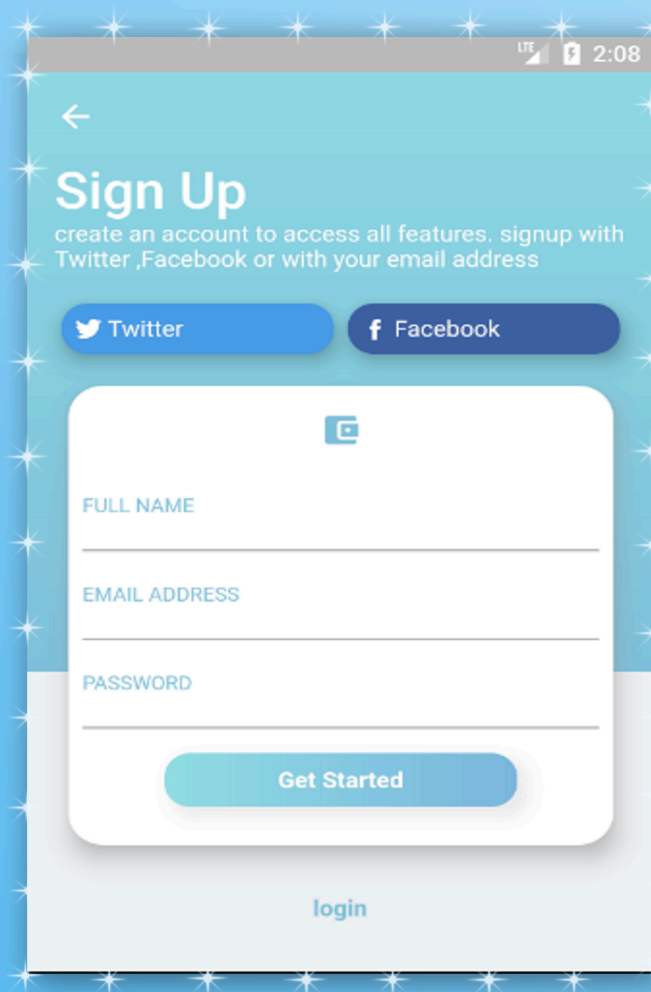 LTE 2:08
Sign Up
create an account to access all features. signup with
Twitter ,Facebook or with your email address
Twitter
f Facebook
FULL NAME
EMAIL ADDRESS
PASSWORD
Get Started
login